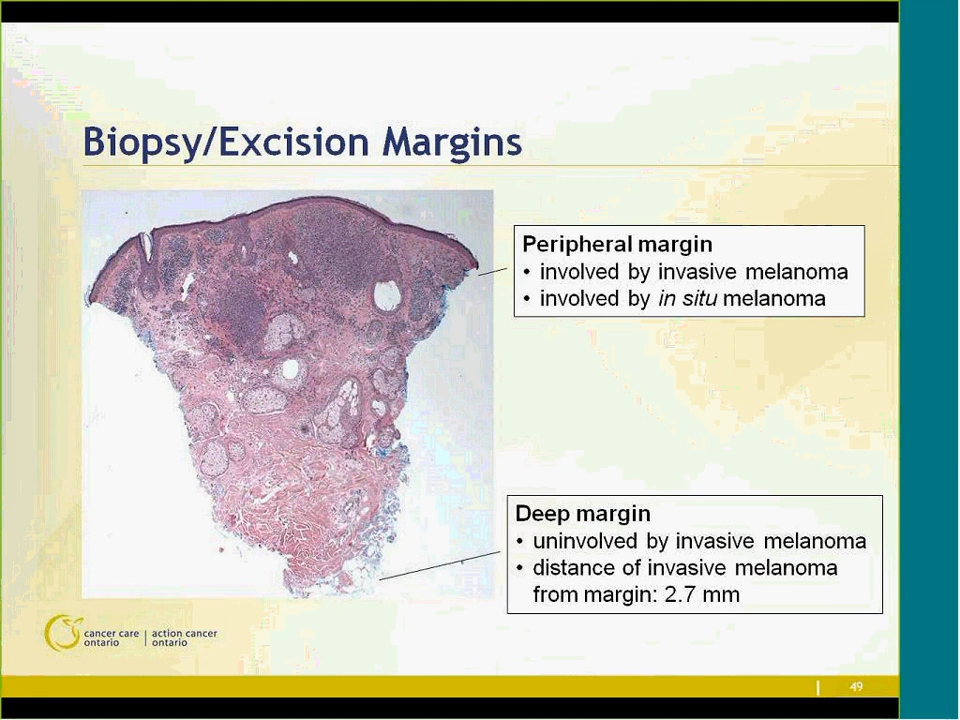 Biopsy/Excision Margins
Peripheral margin
• involved by invasive melanoma
• involved by in situ melanoma
Deep margin
• uninvolved by invasive melanoma
• distance of invasive melanoma
from margin: 2.7 mm
cancer care | action cancer
ontario | ontario
| 49